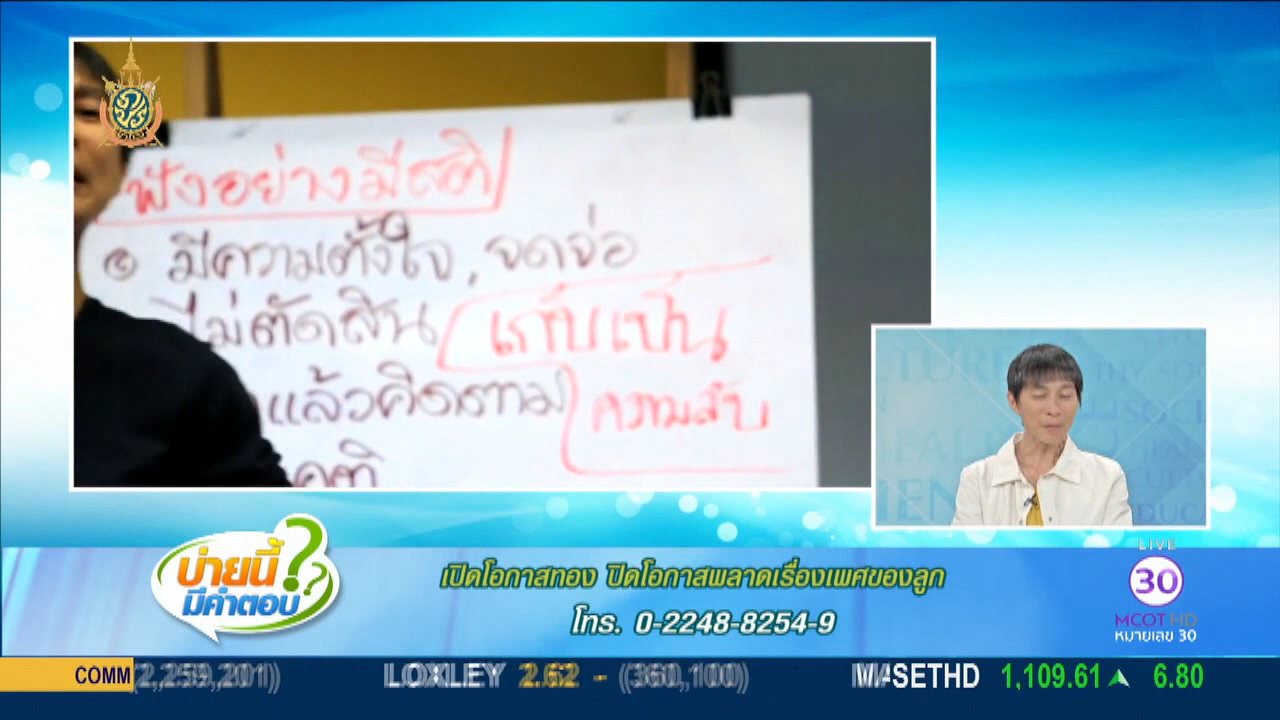 ฟังอย่างมีสติ
มีความตั้งใจ, จดจ่อ
ไม่ตัดสิน เก็บเป็น
แล้วคิดตาม ความลับ
คติ
บ่ายนี้
มีคำตอบ
เปิดโอกาสทอง ปิดโอกาสพลาดเรื่องเพศของลูก
โทร. 0-2248-8254-9
LIVE
30
MCOT HD
หมายเลข 30
COMM (2,259,201) LOXLEY 2.62 - (360,100) SETHD 1,109.61 6.80